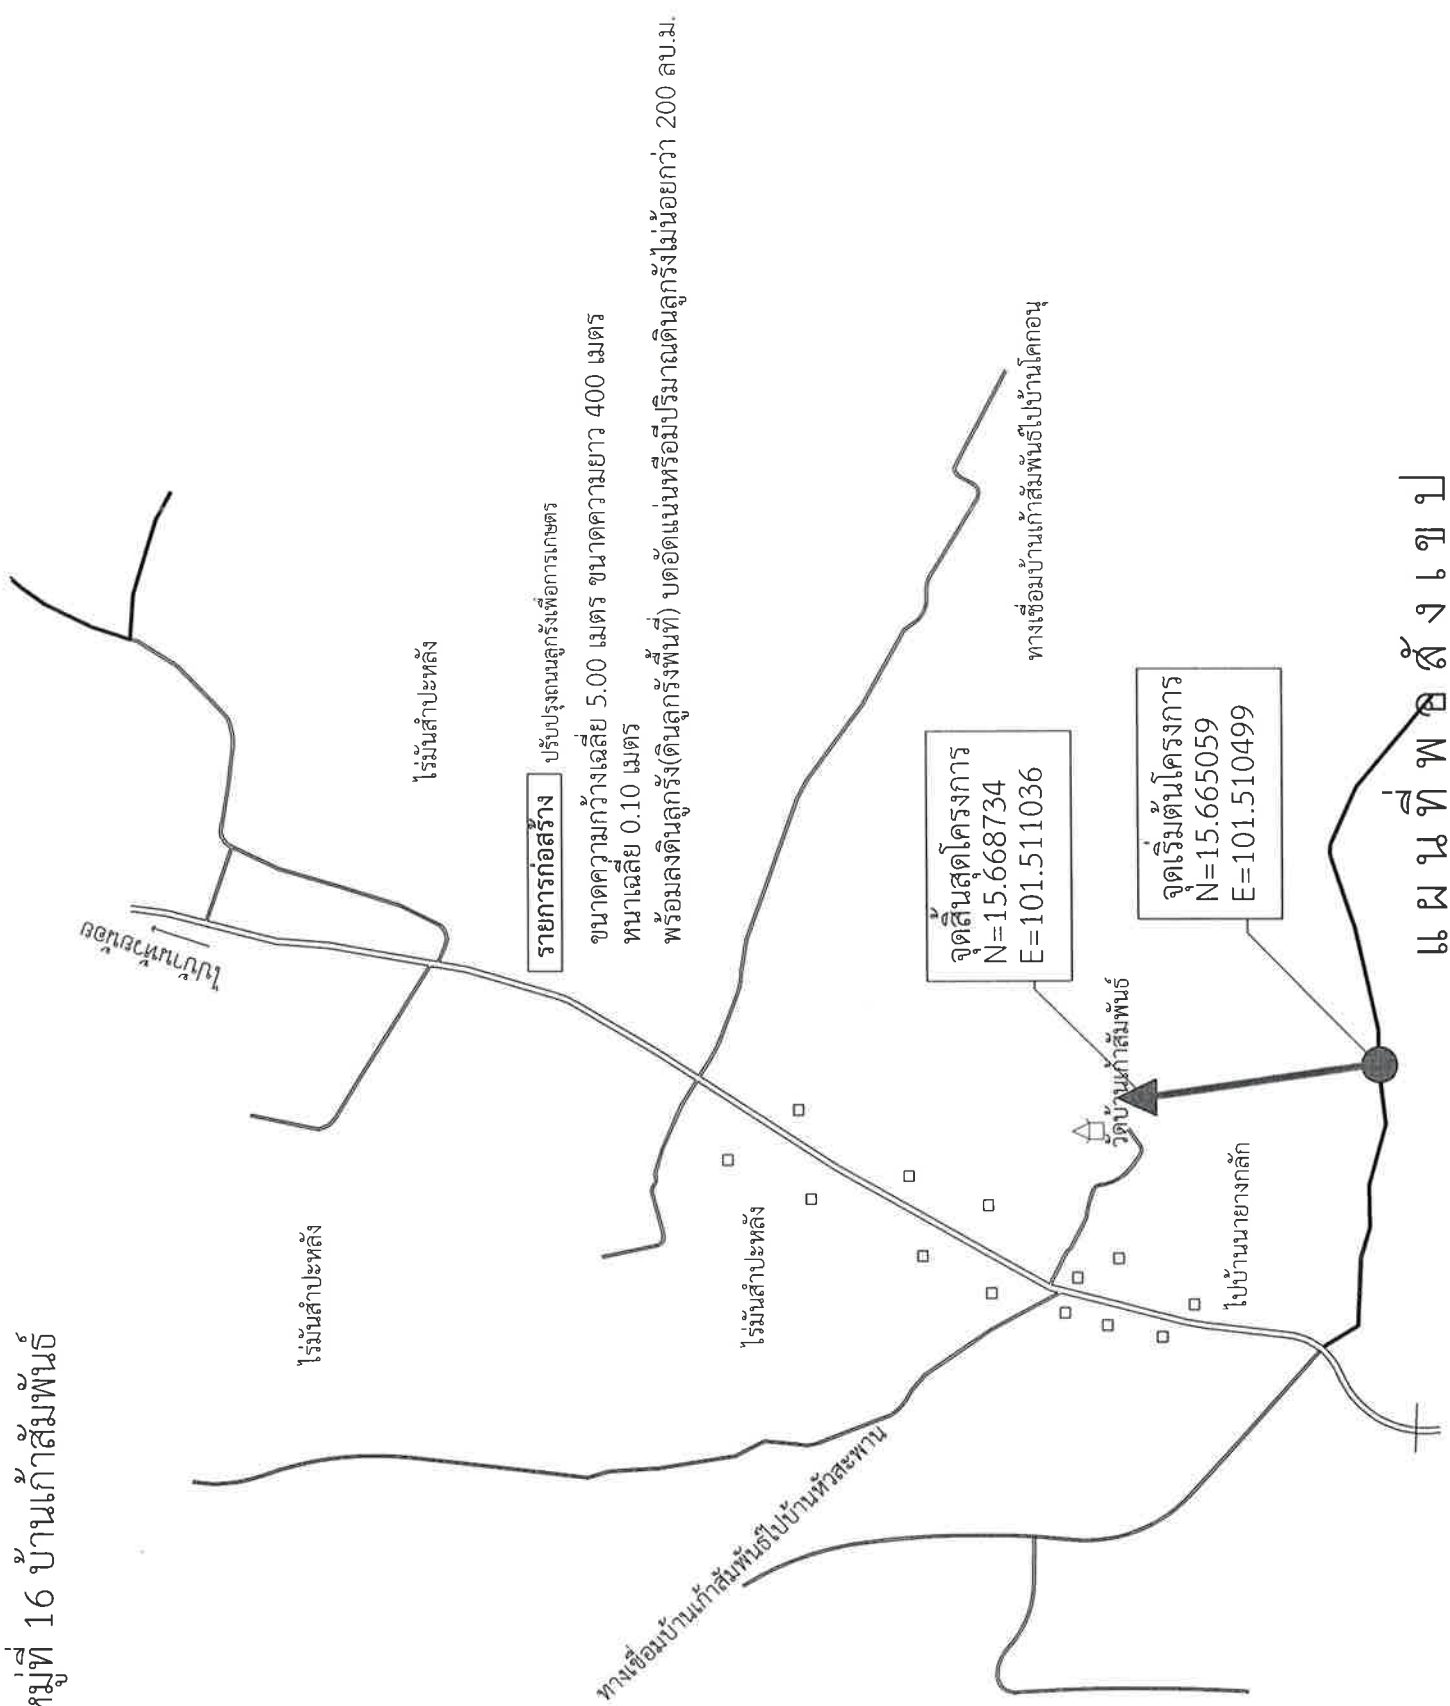 หมู่ที่ 16 บ้านเก้าสัมพันธ์
ไปบ้านห้วยน้อย
ไร่มันสำปะหลัง
ไร่มันสำปะหลัง
รายการก่อสร้าง
ปรับปรุงถนนลูกรังเพื่อการเกษตร
ขนาดความกว้างเฉลี่ย 5.00 เมตร ขนาดความยาว 400 เมตร
หนาเฉลี่ย 0.10 เมตร
พร้อมลงดินลูกรัง(ดินลูกรังพื้นที่) บดอัดแน่นหรือมีปริมาณดินลูกรังไม่น้อยกว่า 200 ลบ.ม.
ไร่มันสำปะหลัง
ทางเชื่อมบ้านเก้าสัมพันธ์ไปบ้านหัวสะพาน
ทางเชื่อมบ้านเก้าสัมพันธ์ไปบ้านโคกอนุ
จุดสิ้นสุดโครงการ
N=15.668734
E=101.511036
วัดบ้านเก้าสัมพันธ์
จุดเริ่มต้นโครงการ
N=15.665059
E=101.510499
ไปบ้านนายางกลัก
แผนที่พอสังเขป